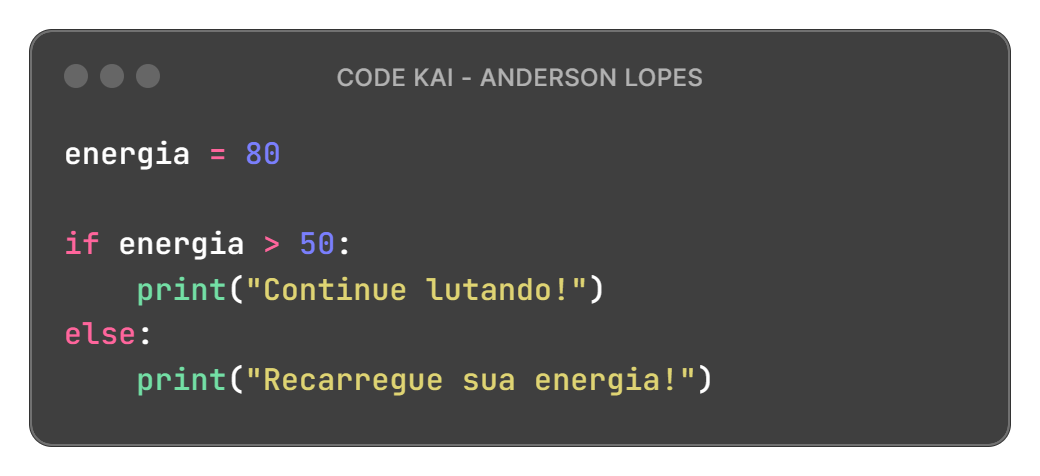 CODE KAI - ANDERSON LOPES
energia = 80
if energia > 50:
    print("Continue lutando!")
else:
    print("Recarregue sua energia!")